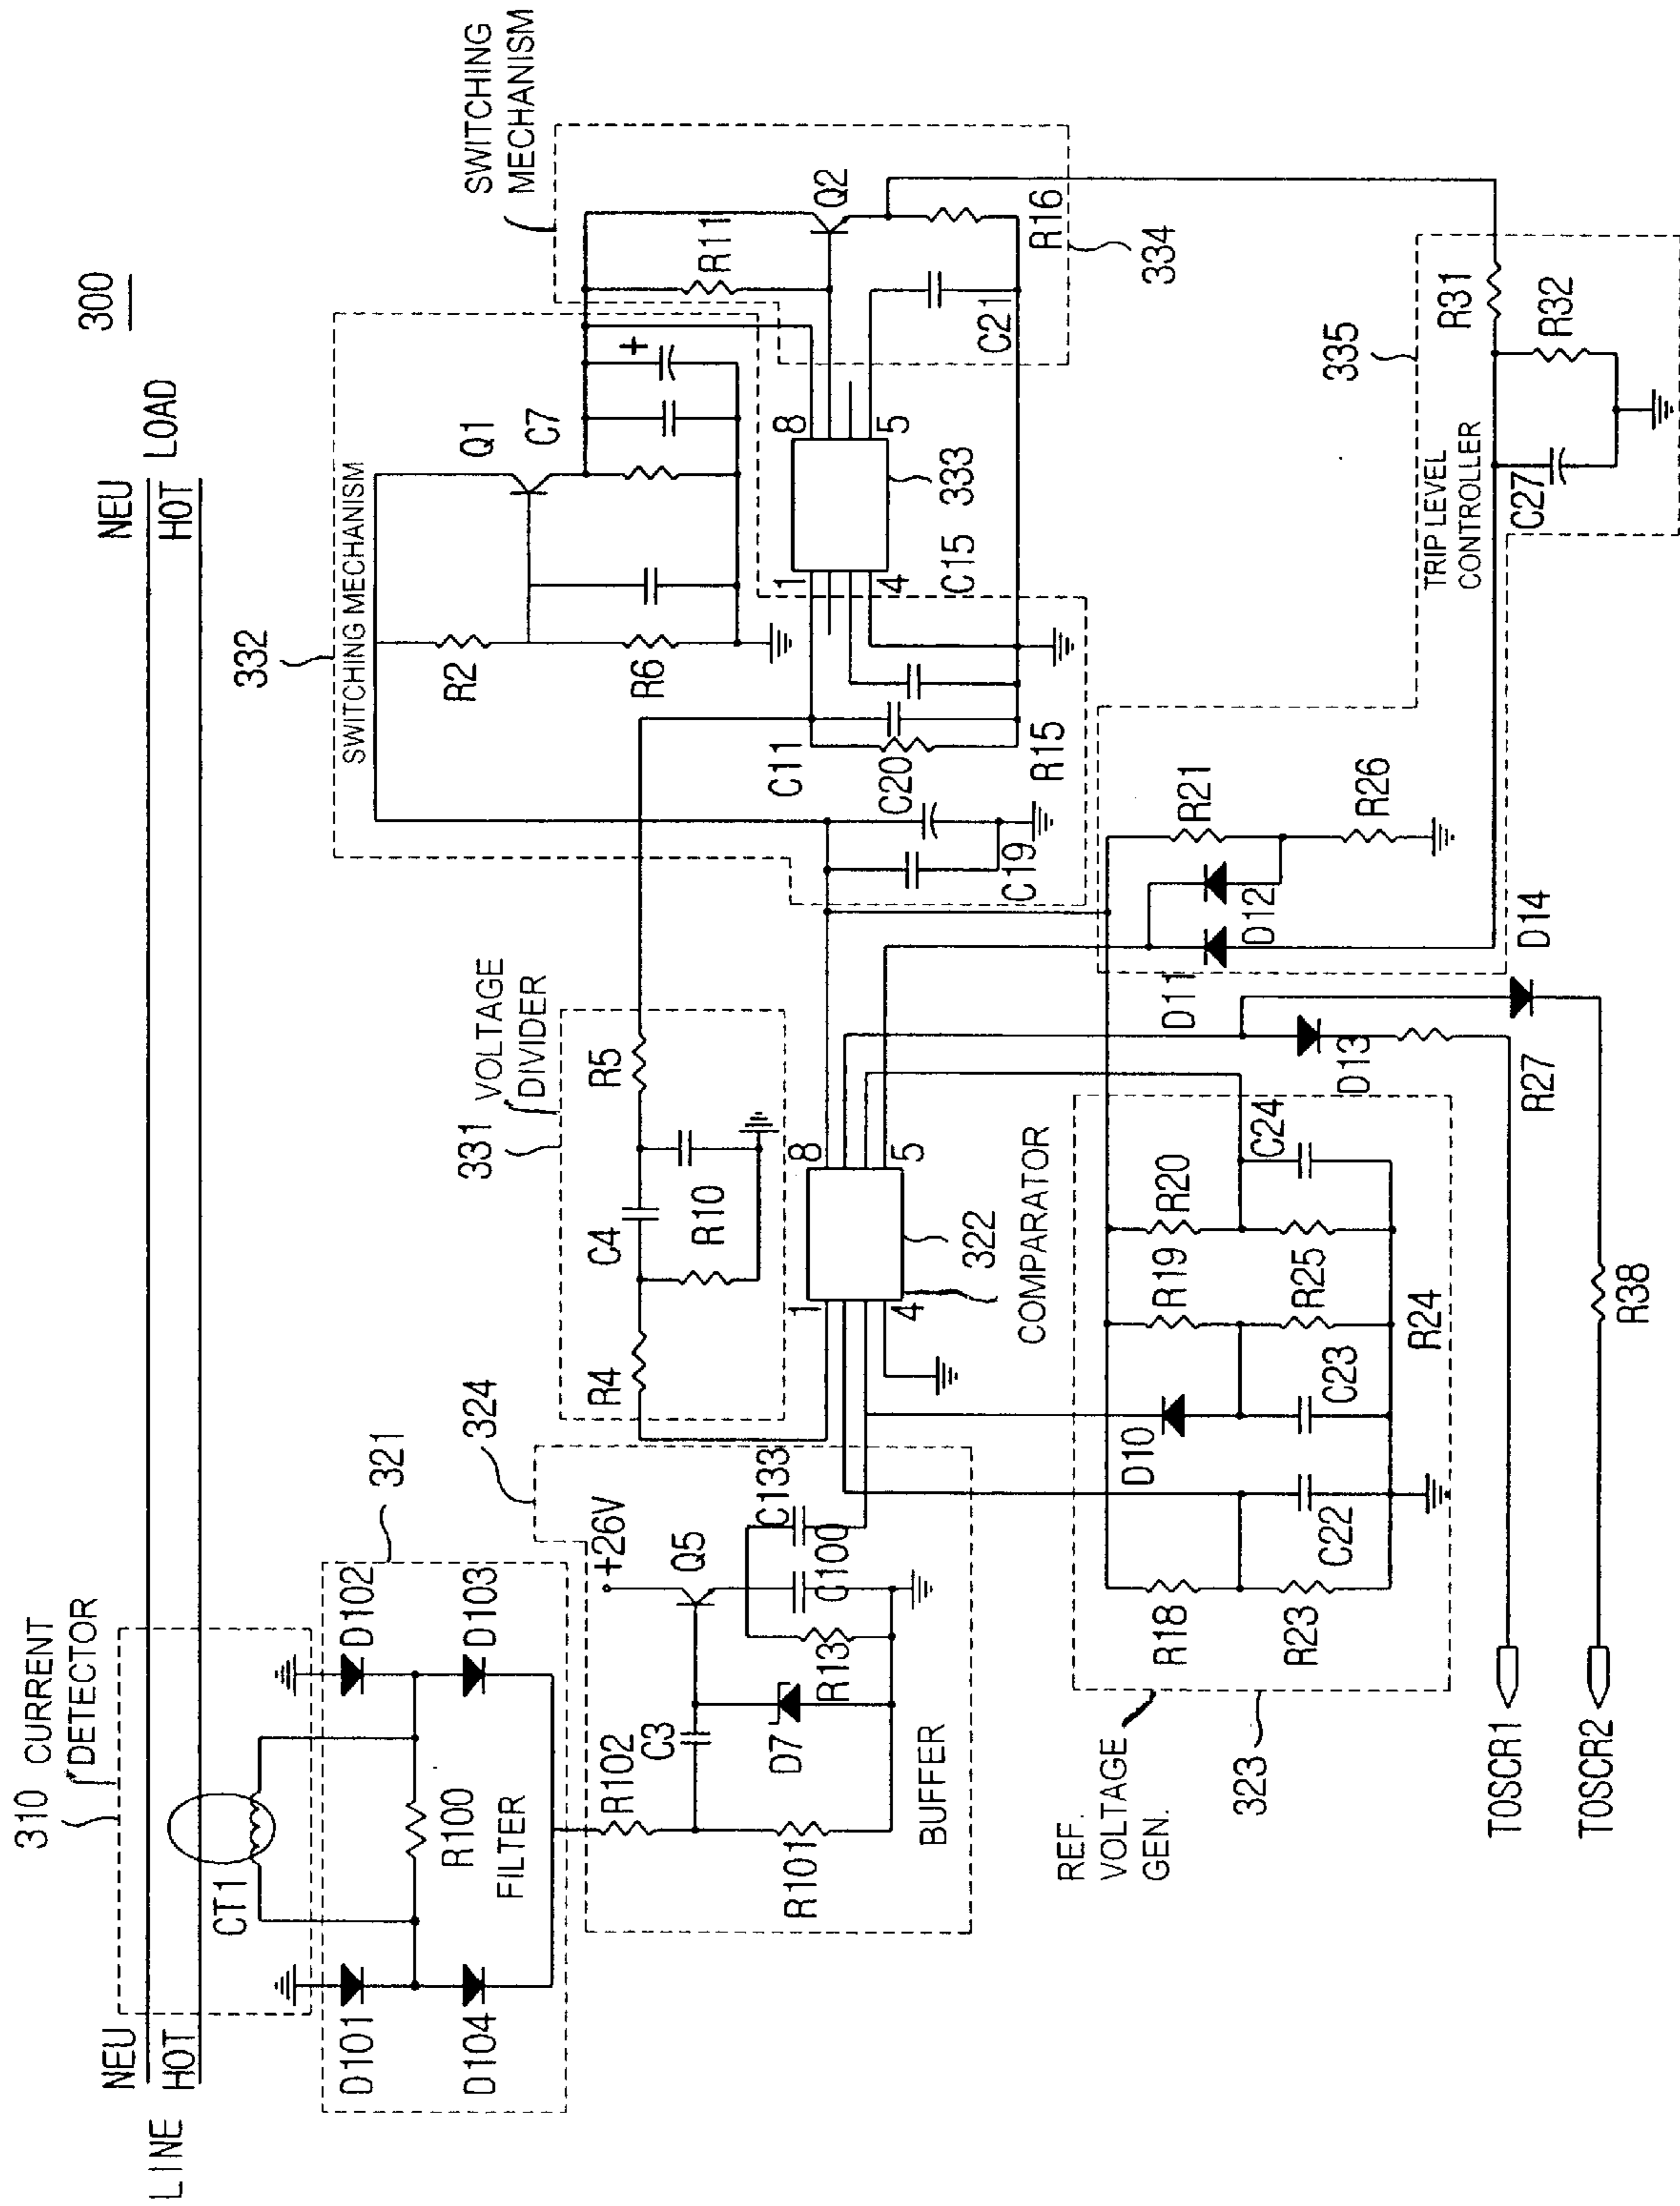 300
NEU
HOT
LOAD
LINE
NEU
HOT
310
CURRENT
DETECTOR
CT1
321
D101
D102
D104
D103
R100
FILTER
324
+26V
Q5
C133
C100
R102
C3
D7
R13
R101
BUFFER
331
VOLTAGE
DIVIDER
R4
C4
R10
R5
332
SWITCHING MECHANISM
Q1
C7
R2
R6
C11
C20
C19
R15
C15
1
4
8
5
333
SWITCHING
MECHANISM
R11
Q2
C21
R16
334
1
4
8
5
322
COMPARATOR
REF.
VOLTAGE
GEN.
323
R18
R23
C22
D10
C23
R19
R20
R25
C24
R24
335
TRIP LEVEL
CONTROLLER
R31
R32
C27
R21
R26
D12
D11
D13
D14
R27
R38
TOSCR1
TOSCR2